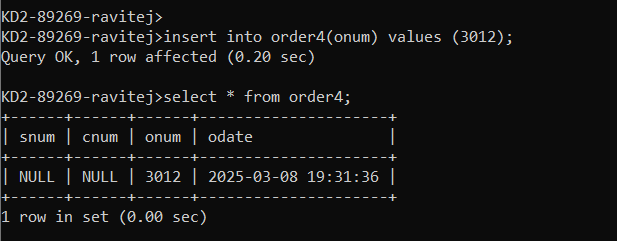 KD2-89269-ravitej>
KD2-89269-ravitej>insert into order4(onum) values (3012);
Query OK, 1 row affected (0.20 sec)
KD2-89269-ravitej>select * from order4;
+------+------+------+---------------------+
| snum | cnum | onum | odate               |
+------+------+------+---------------------+
| NULL | NULL | 3012 | 2025-03-08 19:31:36 |
+------+------+------+---------------------+
1 row in set (0.00 sec)